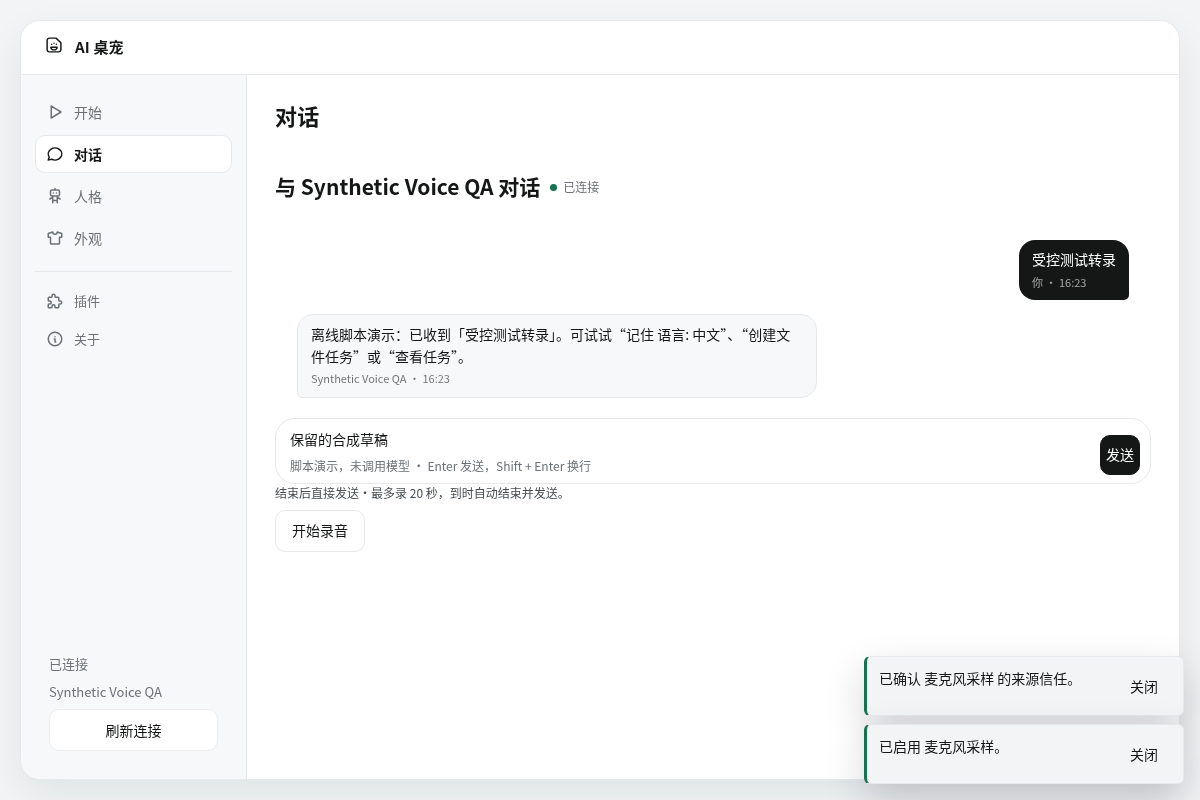 AI 桌宠
开始
对话
人格
外观
插件
关于
已连接
Synthetic Voice QA
刷新连接
对话
与 Synthetic Voice QA 对话
已连接
受控测试转录
你 · 16:23
离线脚本演示：已收到「受控测试转录」。可试试“记住 语言: 中文”、“创建文
件任务”或“查看任务”。
Synthetic Voice QA · 16:23
保留的合成草稿
脚本演示，未调用模型 · Enter 发送，Shift + Enter 换行
发送
结束后直接发送 · 最多录 20 秒，到时自动结束并发送。
开始录音
已确认 麦克风采样 的来源信任。
关闭
已启用 麦克风采样。
关闭